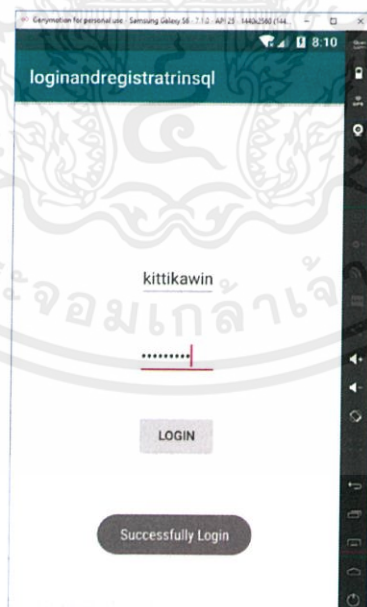 Genymotion for personal use - Samsung Galaxy S6 - 7.1.0 - API 25 - 1440x2560 (144...
8:10
loginandregistratrinsql
kittikawin
•••••••••
LOGIN
Successfully Login